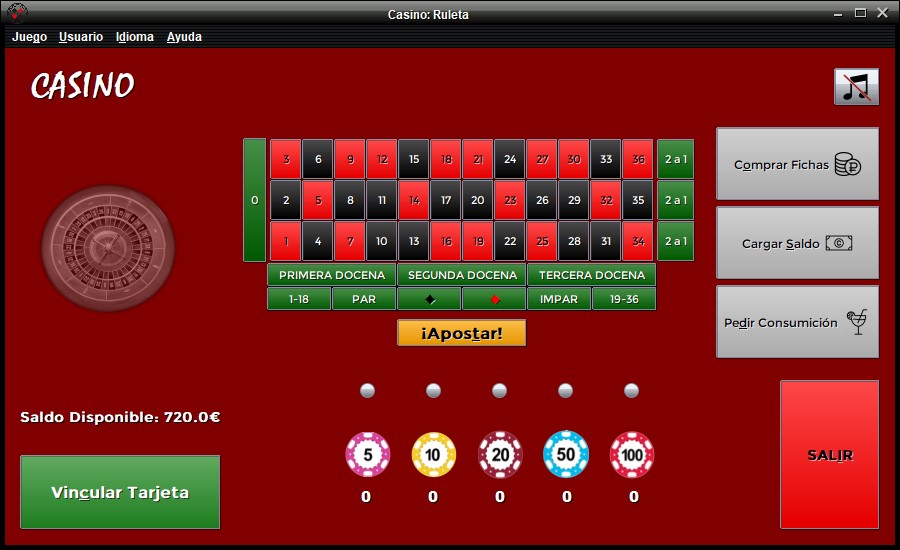 Casino: Ruleta
Juego Usuario Idioma Ayuda
CASINO
3 6 9 12 15 18 21 24 27 30 33 36 2 a 1
0 2 5 8 11 14 17 20 23 26 29 32 35 2 a 1
1 4 7 10 13 16 19 22 25 28 31 34 2 a 1
PRIMERA DOCENA SEGUNDA DOCENA TERCERA DOCENA
1-18 PAR IMPAR 19-36
¡Apostar!
Comprar Fichas
Cargar Saldo
Pedir Consumición
Saldo Disponible: 720.0€
Vincular Tarjeta
5 10 20 50 100
0 0 0 0 0
SALIR